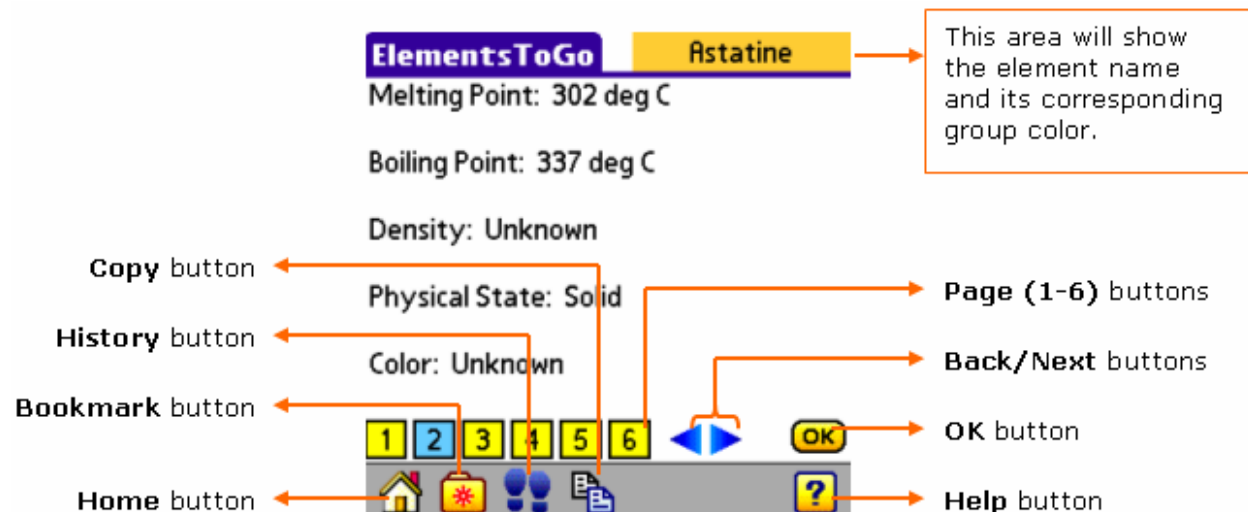 ElementsToGo
Astatine
Melting Point: 302 deg C
Boiling Point: 337 deg C
Density: Unknown
Physical State: Solid
Color: Unknown
1 2 3 4 5 6
OK
?
This area will show
the element name
and its corresponding
group color.
Copy button
History button
Bookmark button
Home button
Page (1-6) buttons
Back/Next buttons
OK button
Help button